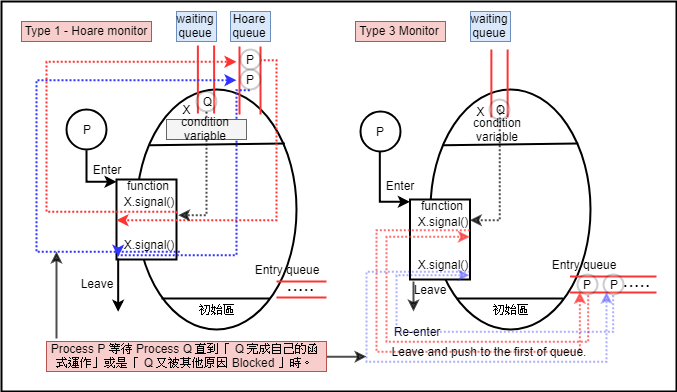 Type 1 - Hoare monitor
waiting
queue
Hoare
queue
P
P
Q
X
condition
variable
P
Enter
function
X.signal()
X.signal()
Leave
Entry queue
.....
初始區
Type 3 Monitor
waiting
queue
X
Q
condition
variable
P
Enter
function
X.signal()
X.signal()
Leave
Entry queue
P
P
.....
初始區
Re-enter
Leave and push to the first of queue.
Process P 等待 Process Q 直到「 Q 完成自己的函
式運作」或是「 Q 又被其他原因 Blocked 」時。